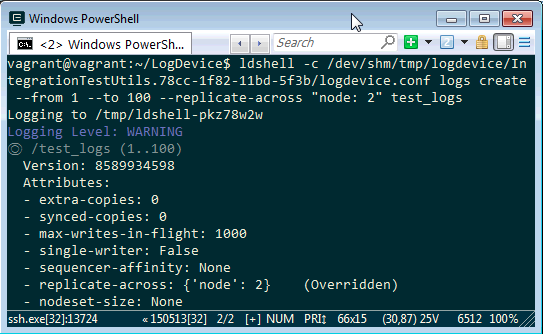 Windows PowerShell
<2> Windows PowerSh...
Search
vagrant@vagrant:~/LogDevice$ ldshell -c /dev/shm/tmp/logdevice/In
tegrationTestUtils.78cc-1f82-11bd-5f3b/logdevice.conf logs create
--from 1 --to 100 --replicate-across "node: 2" test_logs
Logging to /tmp/ldshell-pkz78w2w
Logging Level: WARNING
◎ /test_logs (1..100)
Version: 8589934598
Attributes:
- extra-copies: 0
- synced-copies: 0
- max-writes-in-flight: 1000
- single-writer: False
- sequencer-affinity: None
- replicate-across: {'node': 2} (Overridden)
- nodeset-size: None
ssh.exe[32]:13724 «150513[32] 2/2 [+] NUM PRI↕ 66x15 (30,87) 25V 6512 100%